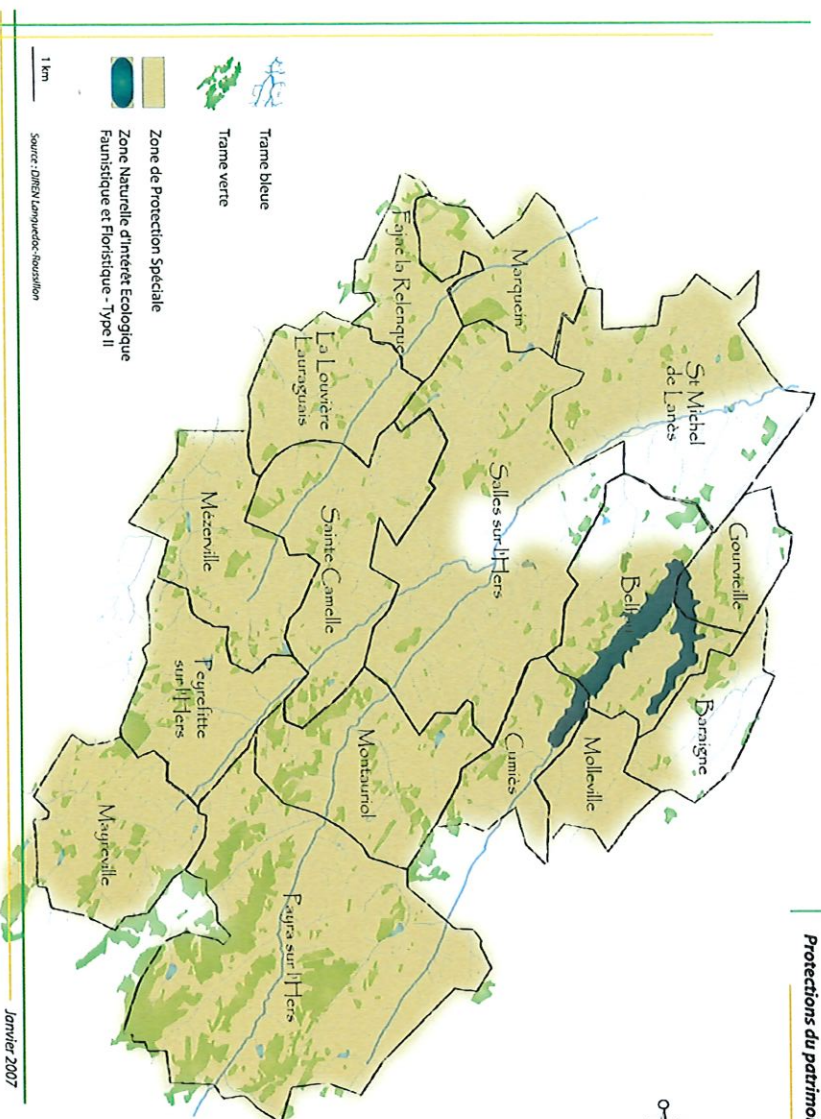 Protections du patrimo
St Michel
de Lanès
Gourvieille
Baraigne
Marquein
Salles sur l'Hers
Molleville
Cumiès
Fajac la Relenque
La Louvière
Lauraguais
Sainte Camelle
Montauriol
Mézerville
Peyrefitte
sur l'Hers
Payra sur l'Hers
Mayreville
Trame bleue
Trame verte
Zone de Protection Spéciale
Zone Naturelle d'Intérêt Ecologique
Faunistique et Floristique - Type II
1 km
Source : DIREN Languedoc-Roussillon
Janvier 2007